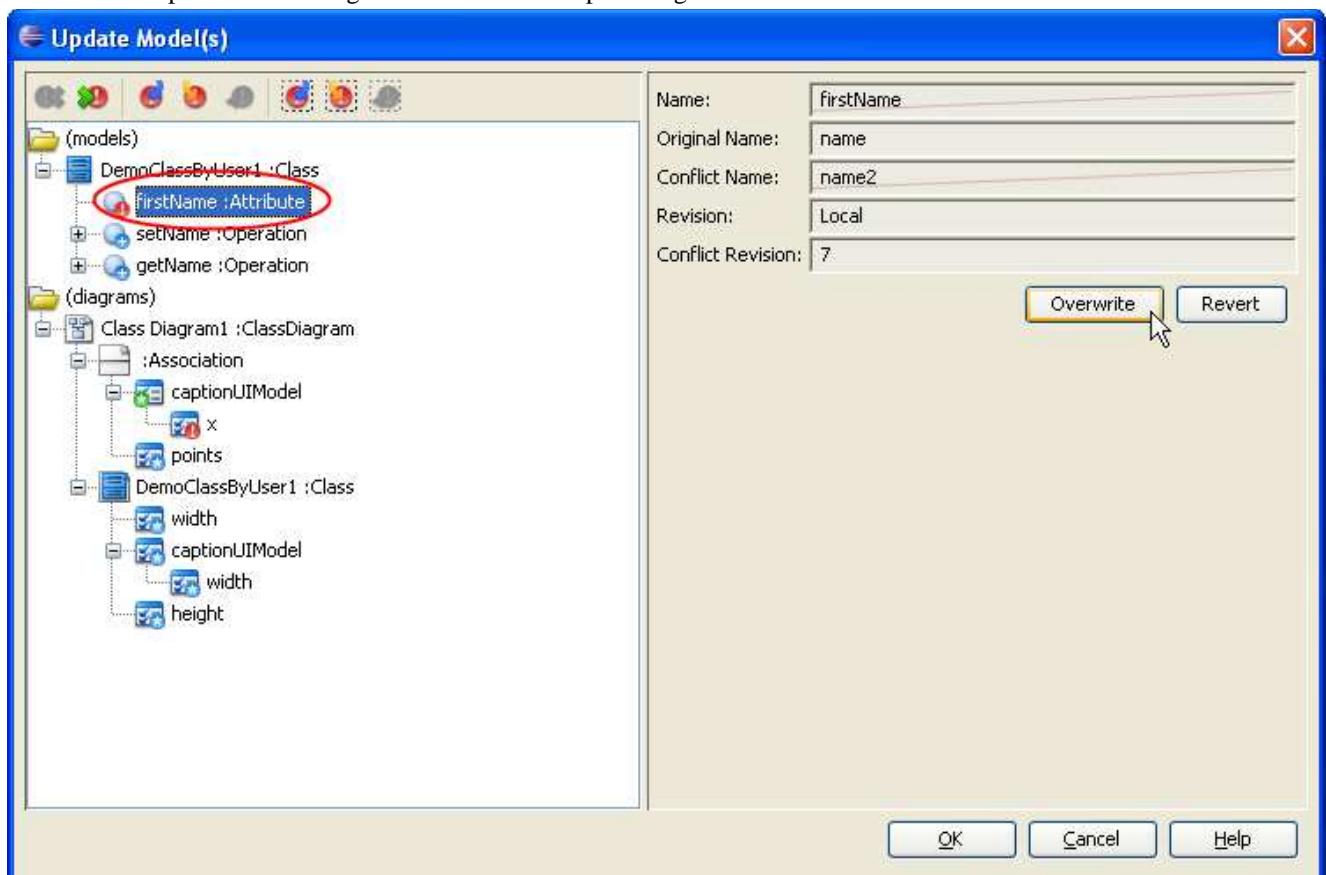 Update Model(s)
(models)
DemoClassByUser1 :Class
firstName :Attribute
setName :Operation
getName :Operation
(diagrams)
Class Diagram1 :ClassDiagram
:Association
captionUIModel
x
points
DemoClassByUser1 :Class
width
captionUIModel
width
height
Name: firstName
Original Name: name
Conflict Name: name2
Revision: Local
Conflict Revision: 7
Overwrite Revert
OK Cancel Help